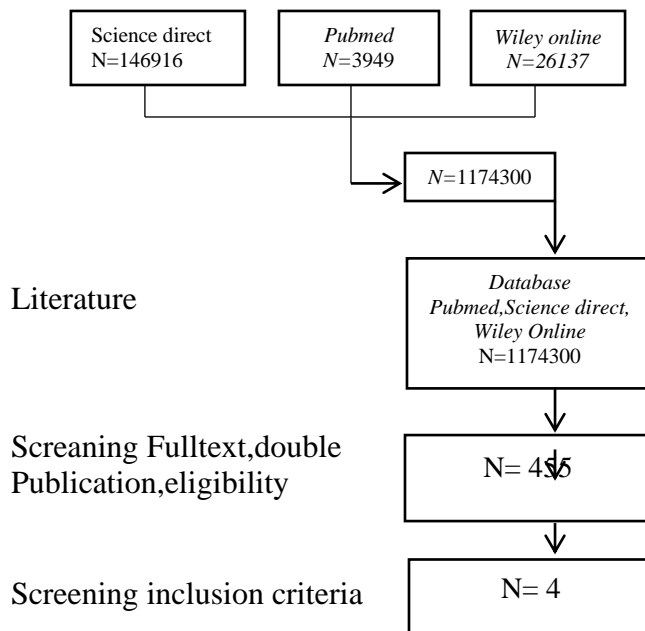 Science direct
N=146916
Pubmed
N=3949
Wiley online
N=26137
N=1174300
Literature
Database
Pubmed,Science direct,
Wiley Online
N=1174300
Screaning Fulltext,double
Publication,eligibility
N= 455
Screening inclusion criteria
N= 4